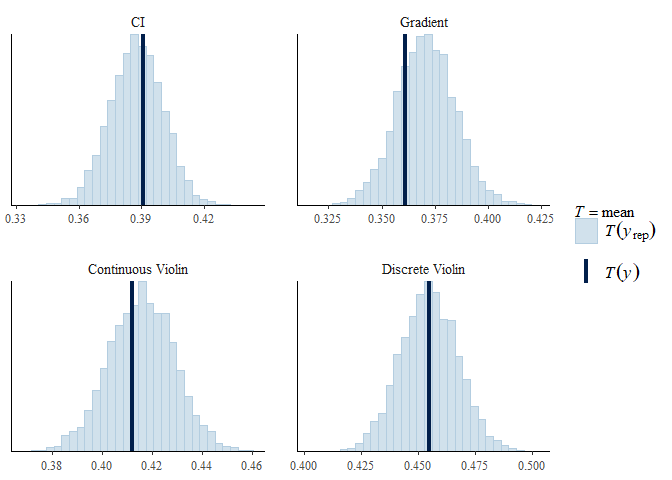 CI
Gradient
0.33 0.36 0.39 0.42
0.325 0.350 0.375 0.400 0.425
T = mean
T(yrep)
T(y)
Continuous Violin
Discrete Violin
0.38 0.40 0.42 0.44 0.46
0.400 0.425 0.450 0.475 0.500